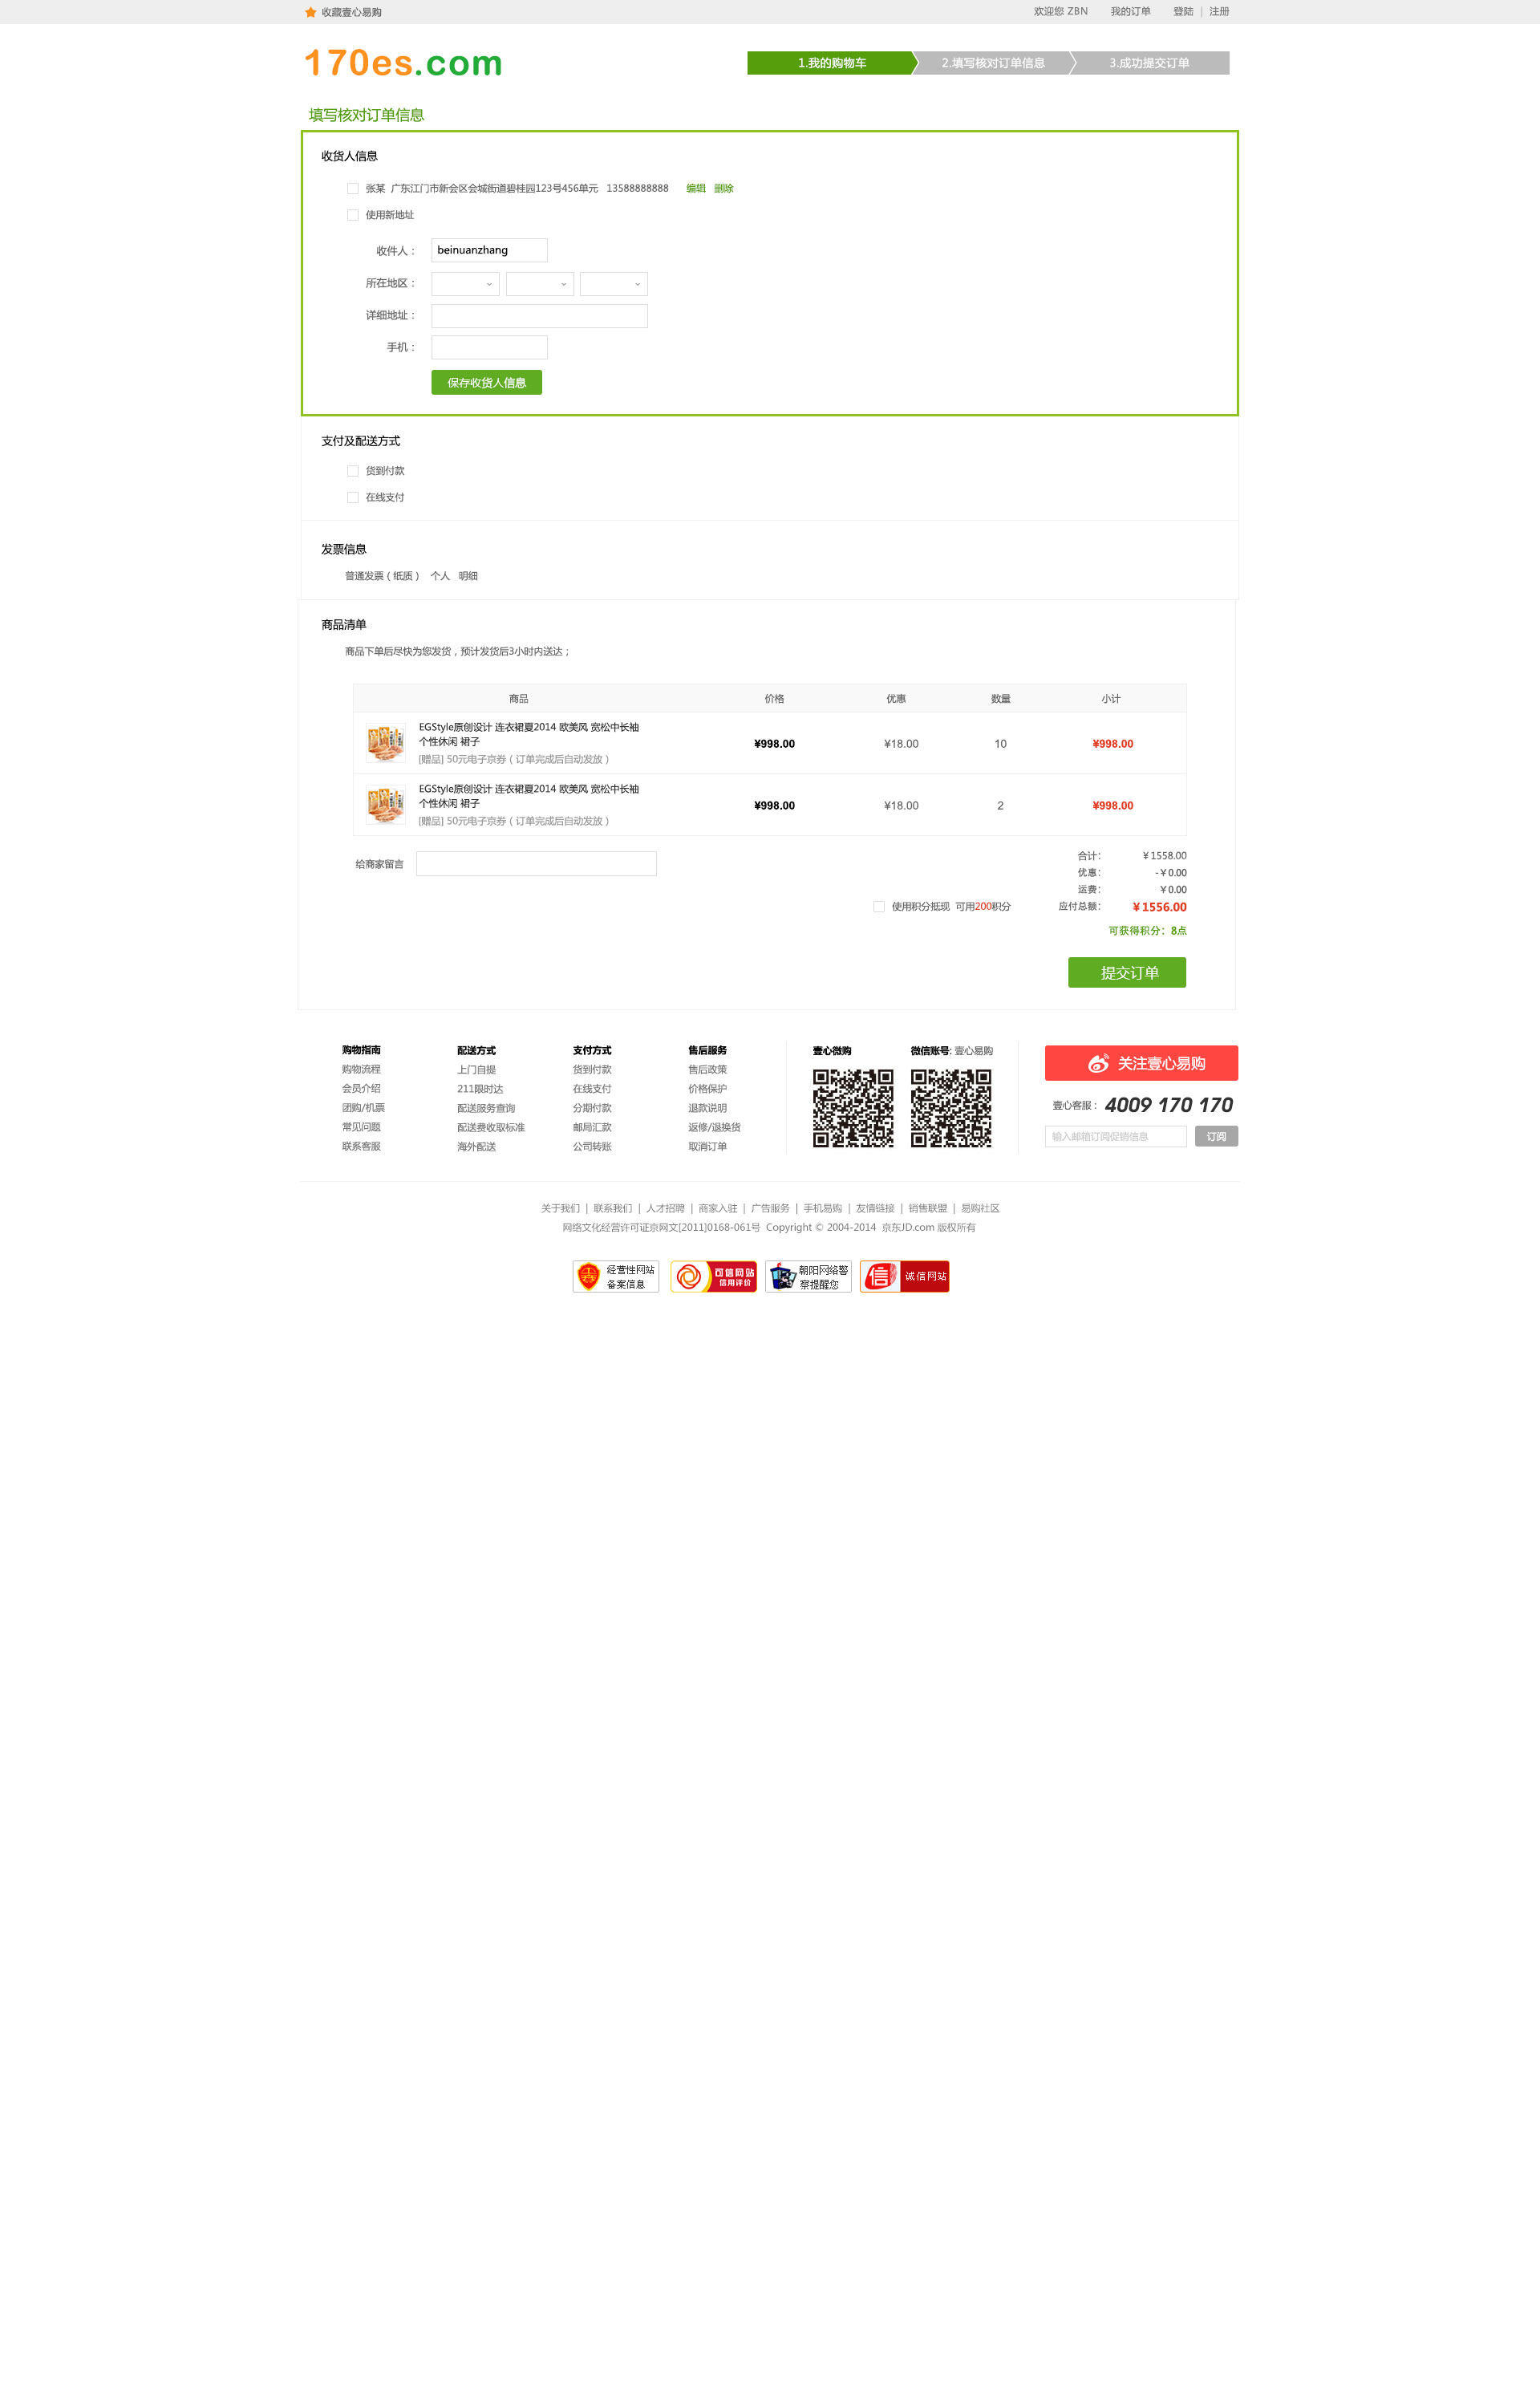 收藏壹心易购
欢迎您 ZBN 我的订单 登陆 | 注册
170es.com
1.我的购物车 2.填写核对订单信息 3.成功提交订单
填写核对订单信息
收货人信息
张某 广东江门市新会区会城街道碧桂园123号456单元 13588888888 编辑 删除
使用新地址
收件人： beinuanzhang
所在地区：
详细地址：
手机：
保存收货人信息
支付及配送方式
货到付款
在线支付
发票信息
普通发票（纸质） 个人 明细
商品清单
商品下单后尽快为您发货，预计发货后3小时内送达；
商品 价格 优惠 数量 小计
EGStyle原创设计 连衣裙夏2014 欧美风 宽松中长袖
个性休闲 裙子
[赠品] 50元电子京券（订单完成后自动发放）
¥998.00 ¥18.00 10 ¥998.00
EGStyle原创设计 连衣裙夏2014 欧美风 宽松中长袖
个性休闲 裙子
[赠品] 50元电子京券（订单完成后自动发放）
¥998.00 ¥18.00 2 ¥998.00
给商家留言
合计： ￥1558.00
优惠： -￥0.00
运费： ￥0.00
使用积分抵现 可用200积分
应付总额： ￥1556.00
可获得积分：8点
提交订单
购物指南 配送方式 支付方式 售后服务
购物流程 上门自提 货到付款 售后政策
会员介绍 211限时达 在线支付 价格保护
团购/机票 配送服务查询 分期付款 退款说明
常见问题 配送费收取标准 邮局汇款 返修/退换货
联系客服 海外配送 公司转账 取消订单
壹心微购 微信账号: 壹心易购
关注壹心易购
壹心客服： 4009 170 170
输入邮箱订阅促销信息 订阅
关于我们 | 联系我们 | 人才招聘 | 商家入驻 | 广告服务 | 手机易购 | 友情链接 | 销售联盟 | 易购社区
网络文化经营许可证京网文[2011]0168-061号 Copyright © 2004-2014 京东JD.com 版权所有
经营性网站
备案信息
可信网站
信用评价
朝阳网络警
察提醒您
信 诚信网站